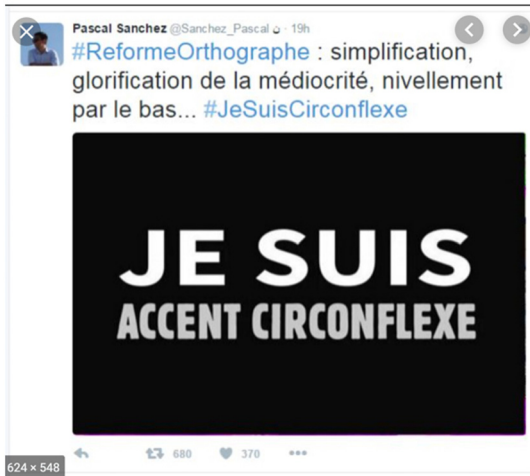 Pascal Sanchez @Sanchez_Pascal ن · 19h
#ReformeOrthographe : simplification,
glorification de la médiocrité, nivellement
par le bas... #JeSuisCirconflexe
JE SUIS
ACCENT CIRCONFLEXE
680 370
624 × 548